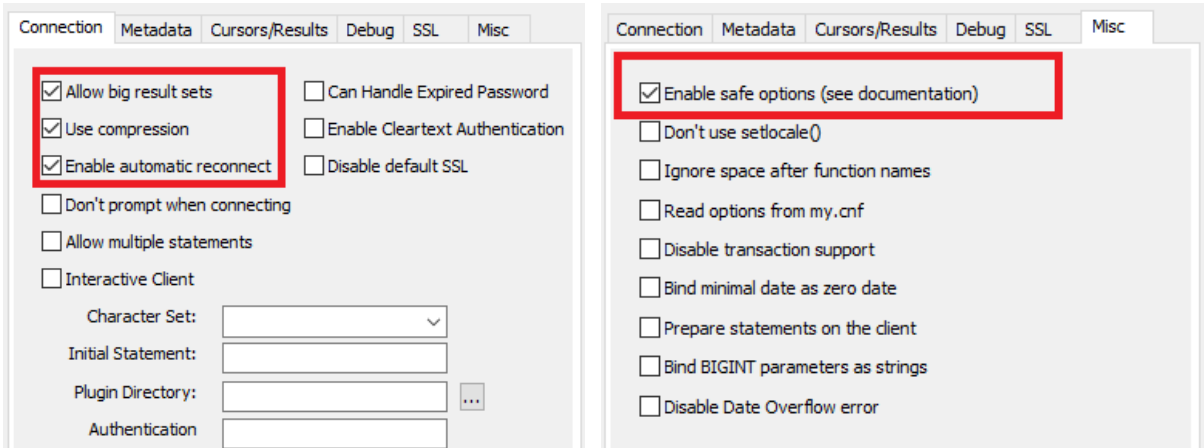 Connection Metadata Cursors/Results Debug SSL Misc
Allow big result sets
Can Handle Expired Password
Use compression
Enable Cleartext Authentication
Enable automatic reconnect
Disable default SSL
Don't prompt when connecting
Allow multiple statements
Interactive Client
Character Set:
Initial Statement:
Plugin Directory:
...
Authentication
Connection Metadata Cursors/Results Debug SSL Misc
Enable safe options (see documentation)
Don't use setlocale()
Ignore space after function names
Read options from my.cnf
Disable transaction support
Bind minimal date as zero date
Prepare statements on the client
Bind BIGINT parameters as strings
Disable Date Overflow error